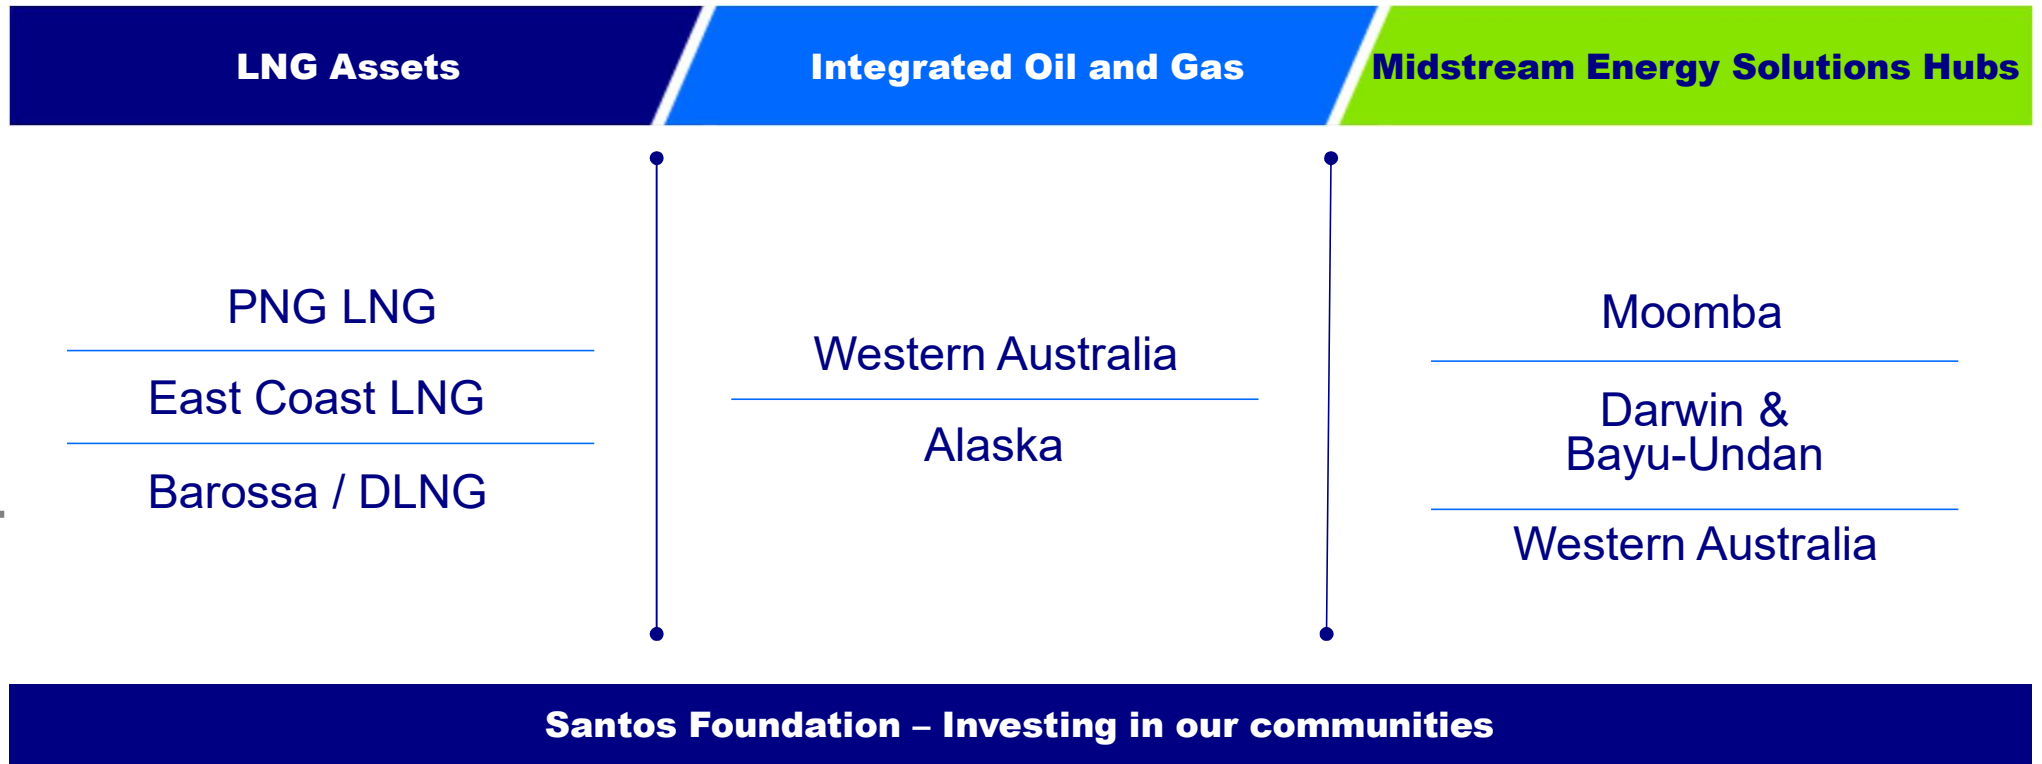 LNG Assets
Integrated Oil and Gas
Midstream Energy Solutions Hubs
PNG LNG
East Coast LNG
Barossa / DLNG
Western Australia
Alaska
Moomba
Darwin &
Bayu-Undan
Western Australia
Santos Foundation – Investing in our communities